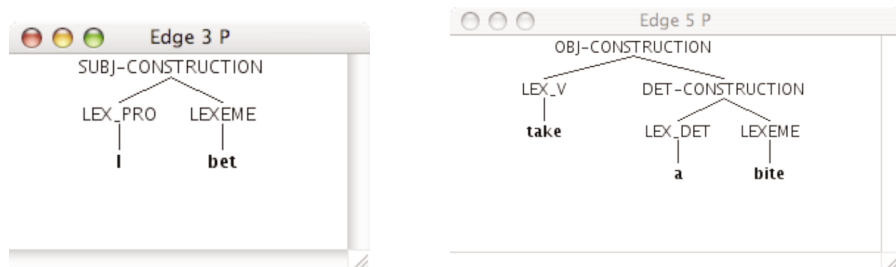 Edge 3 P
SUBJ-CONSTRUCTION
LEX_PRO LEXEME
I bet
Edge 5 P
OBJ-CONSTRUCTION
LEX_V DET-CONSTRUCTION
take LEX_DET LEXEME
a bite